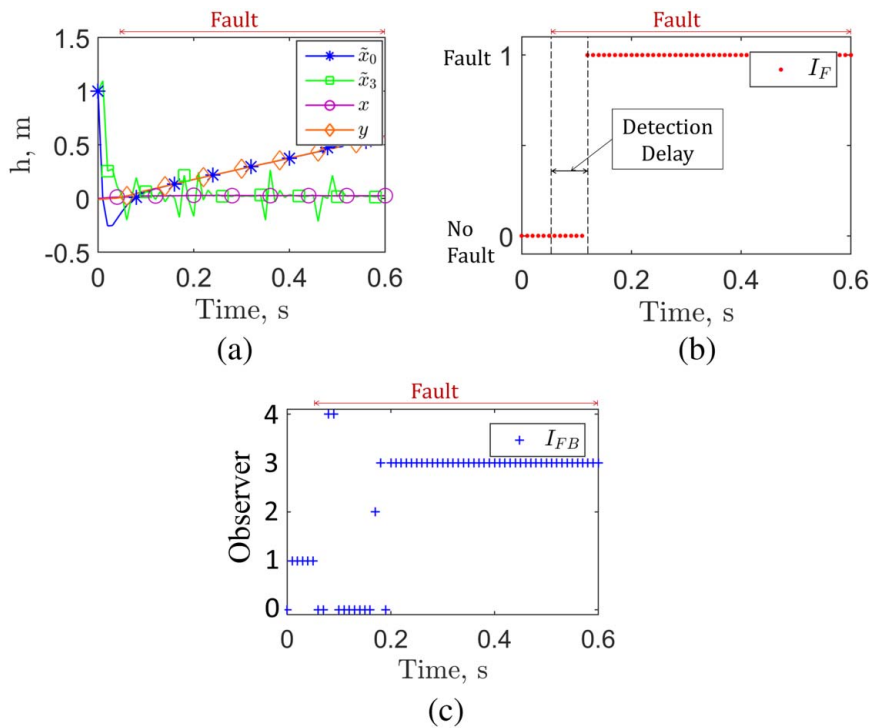 Fault
1.5
1
0.5
0
-0.5
h, m
x̃₀
x̃₃
x
y
0
0.2
0.4
0.6
Time, s
(a)
Fault
Fault
1
No
Fault
0
I_F
Detection
Delay
0
0.2
0.4
0.6
Time, s
(b)
Fault
4
3
2
1
0
Observer
I_FB
0
0.2
0.4
0.6
Time, s
(c)